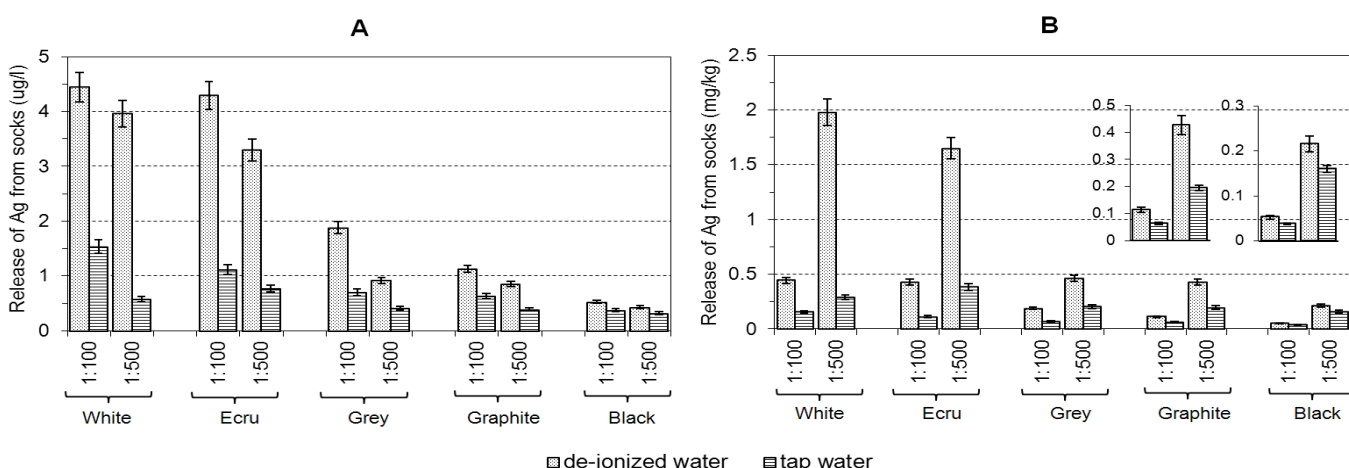 A
B
Release of Ag from socks (ug/l)
5
4
3
2
1
0
1:100
1:500
1:100
1:500
1:100
1:500
1:100
1:500
1:100
1:500
White
Ecru
Grey
Graphite
Black
Release of Ag from socks (mg/kg)
2.5
2
1.5
1
0.5
0
0.5
0.4
0.3
0.2
0.1
0
0.3
0.2
0.1
0
1:100
1:500
1:100
1:500
1:100
1:500
1:100
1:500
1:100
1:500
White
Ecru
Grey
Graphite
Black
de-ionized water
tap water